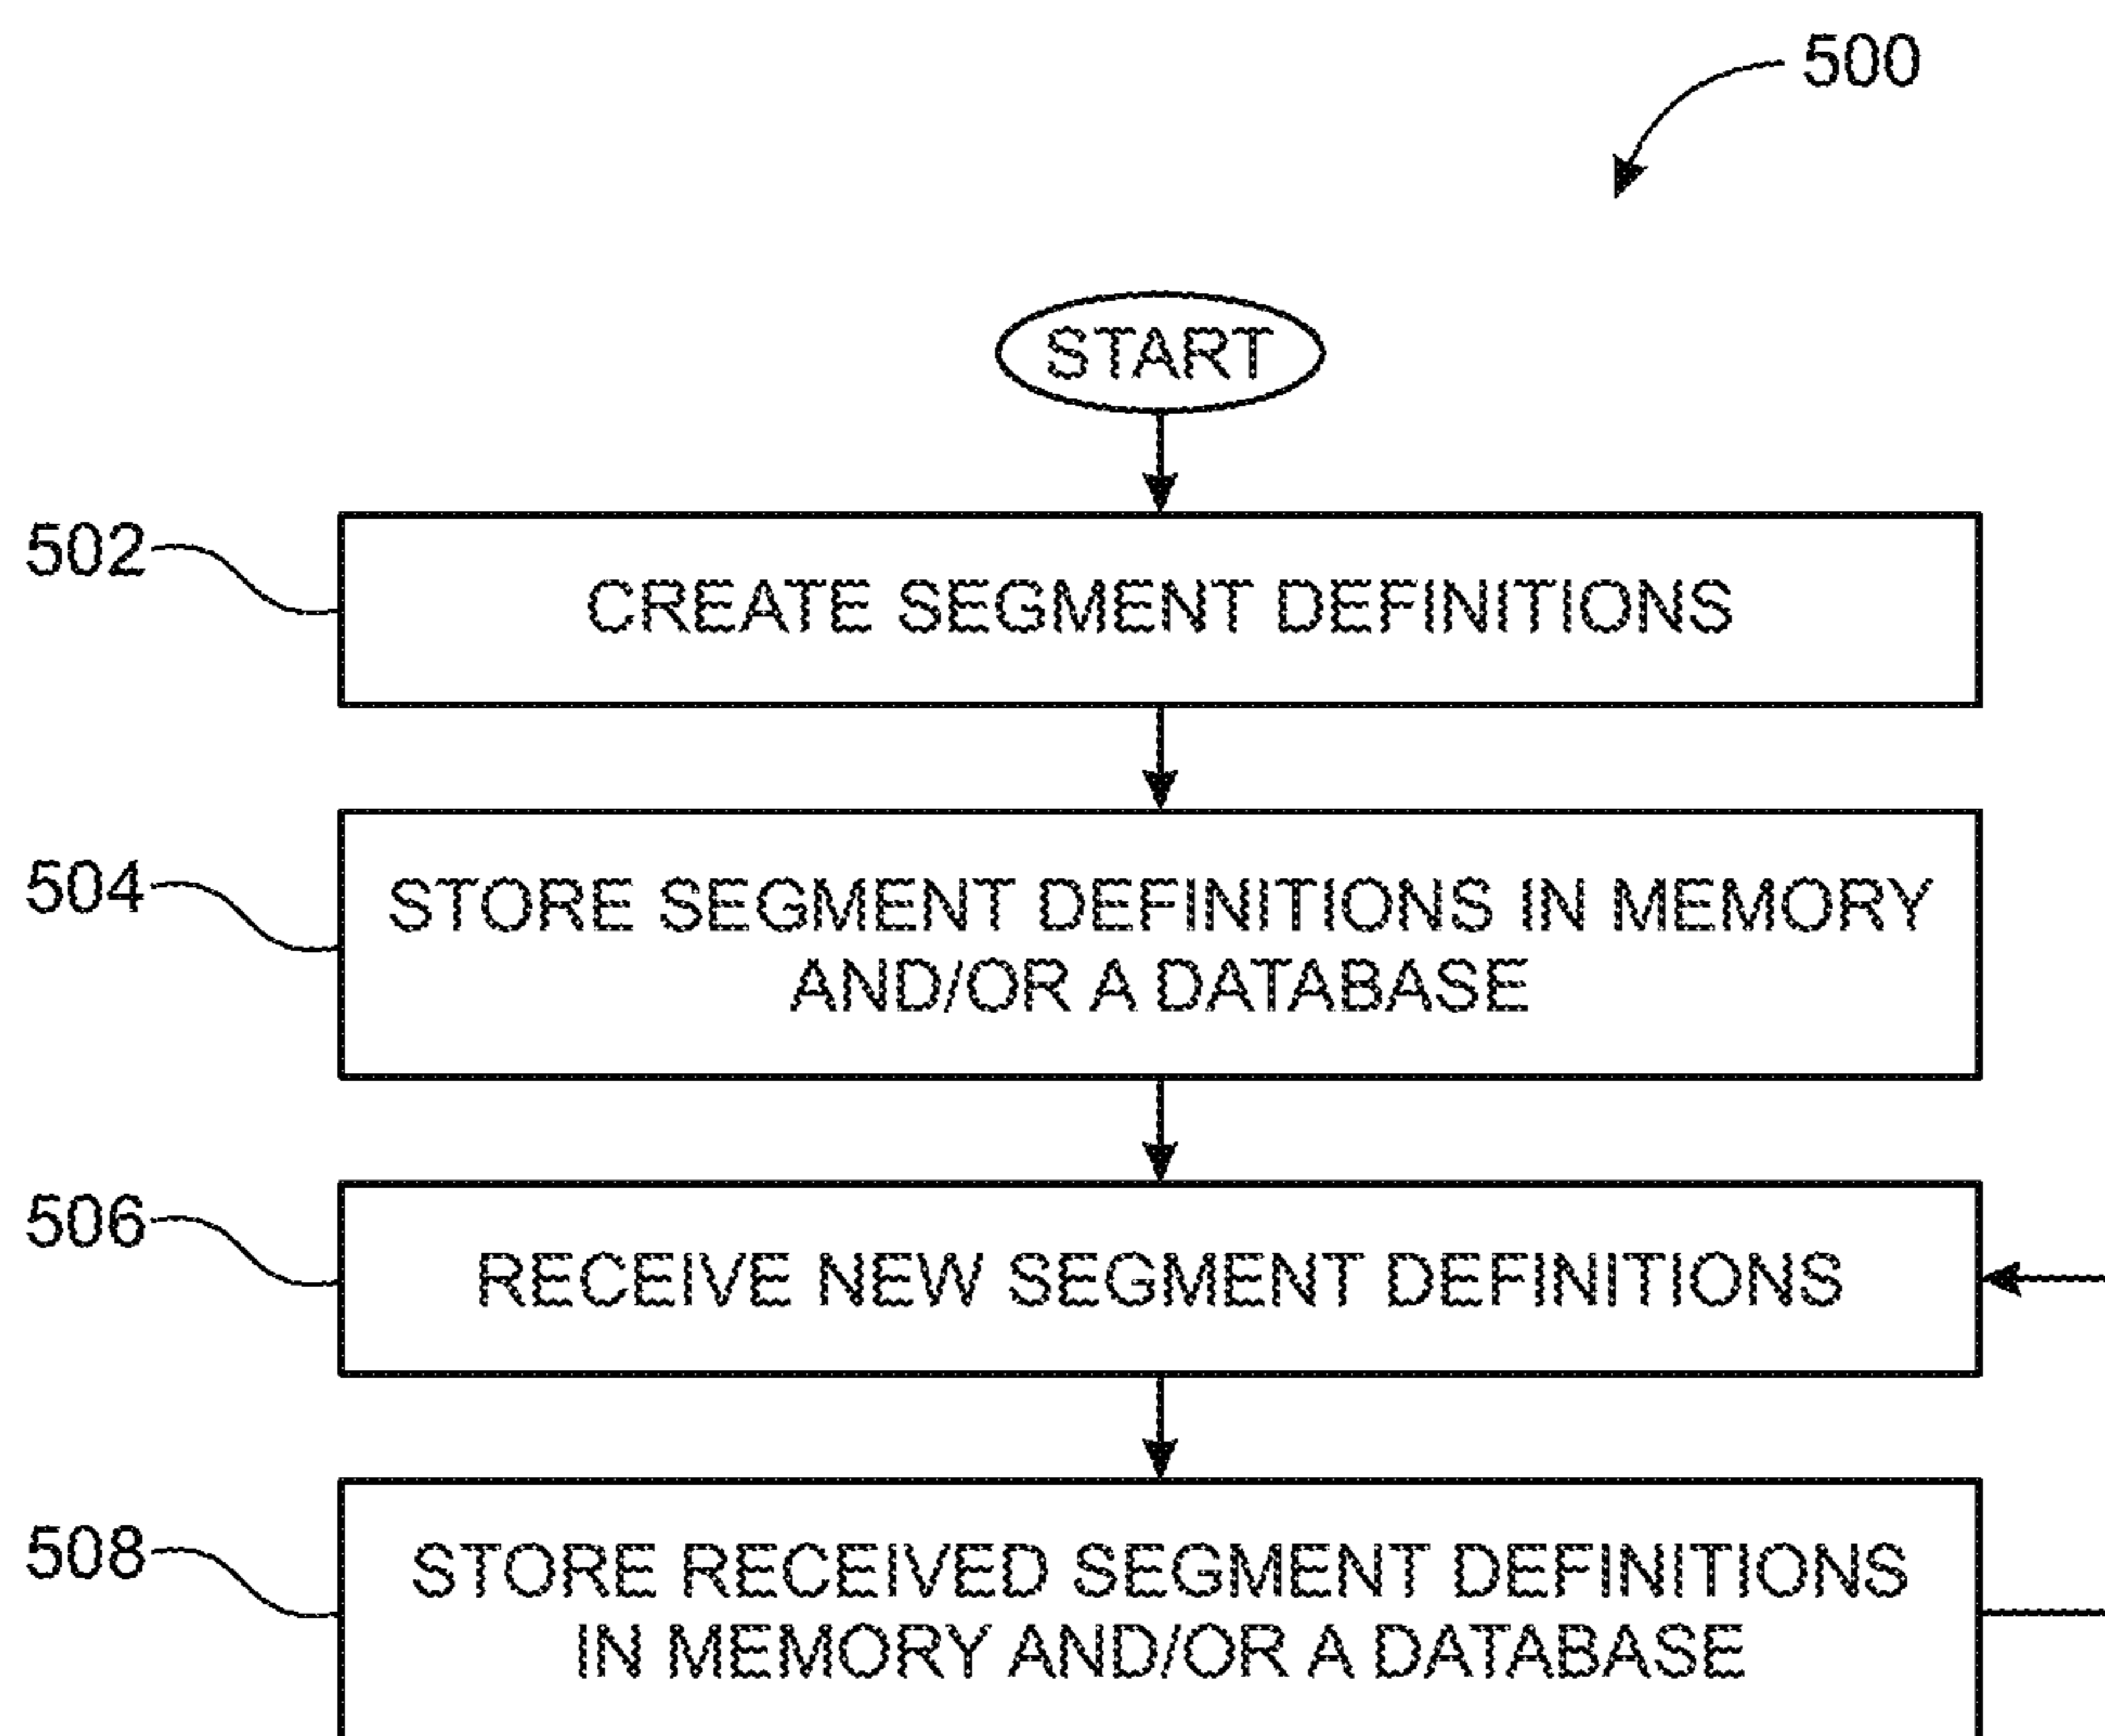 500
START
502
CREATE SEGMENT DEFINITIONS
504
STORE SEGMENT DEFINITIONS IN MEMORY
AND/OR A DATABASE
506
RECEIVE NEW SEGMENT DEFINITIONS
508
STORE RECEIVED SEGMENT DEFINITIONS
IN MEMORY AND/OR A DATABASE